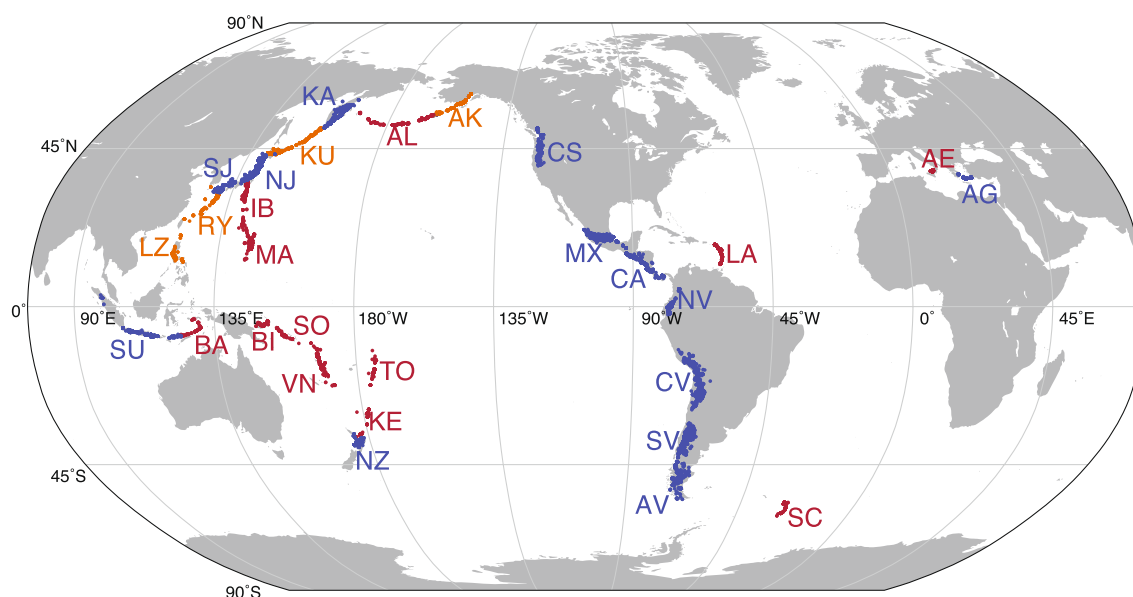 90˚N
KA
AK
AL
45˚N
KU
CS
SJ
NJ
AE
AG
IB
RY
LZ
MA
MX
LA
CA
NV
0˚
90˚E
135˚E
180˚W
135˚W
90˚W
45˚W
0˚
45˚E
SU
BA
BI
SO
VN
TO
CV
KE
SV
NZ
45˚S
AV
SC
90˚S